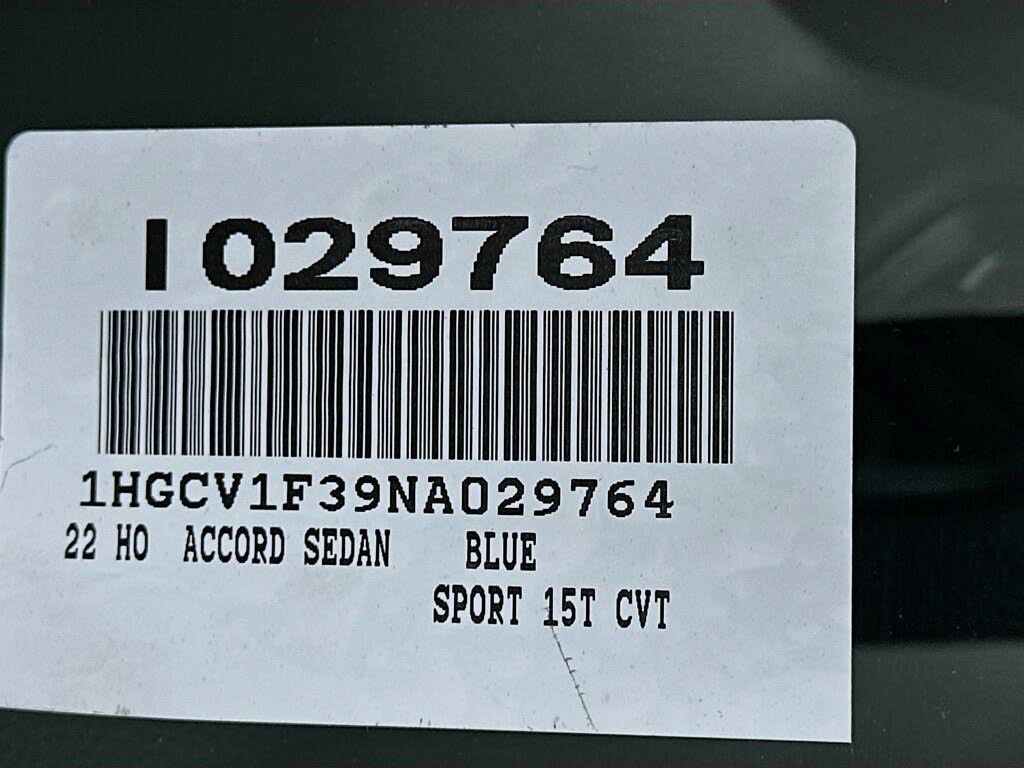 I029764
1HGCV1F39NA029764
22 HO ACCORD SEDAN BLUE
SPORT 15T CVT